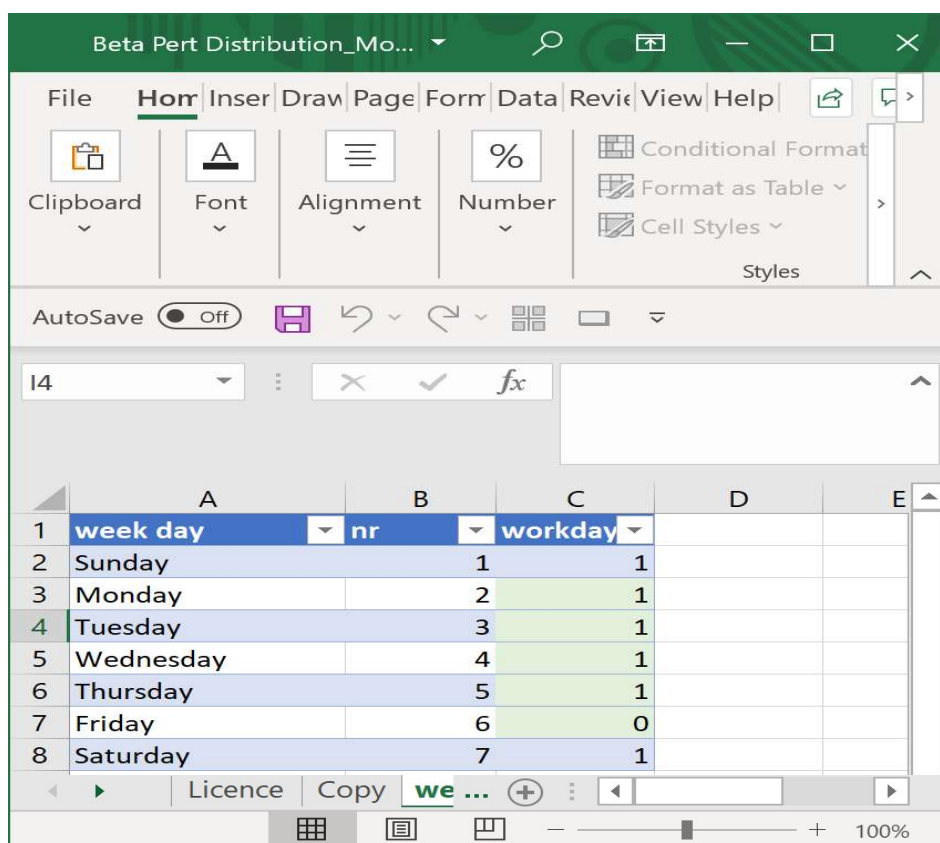 Beta Pert Distribution_Mo...
File Hom Inser Draw Page Form Data Revie View Help
A % Conditional Format
Format as Table
Clipboard Font Alignment Number Cell Styles
Styles
AutoSave Off
I4 fx
A B C D E
1 week day nr workday
2 Sunday 1 1
3 Monday 2 1
4 Tuesday 3 1
5 Wednesday 4 1
6 Thursday 5 1
7 Friday 6 0
8 Saturday 7 1
Licence Copy we ...
100%